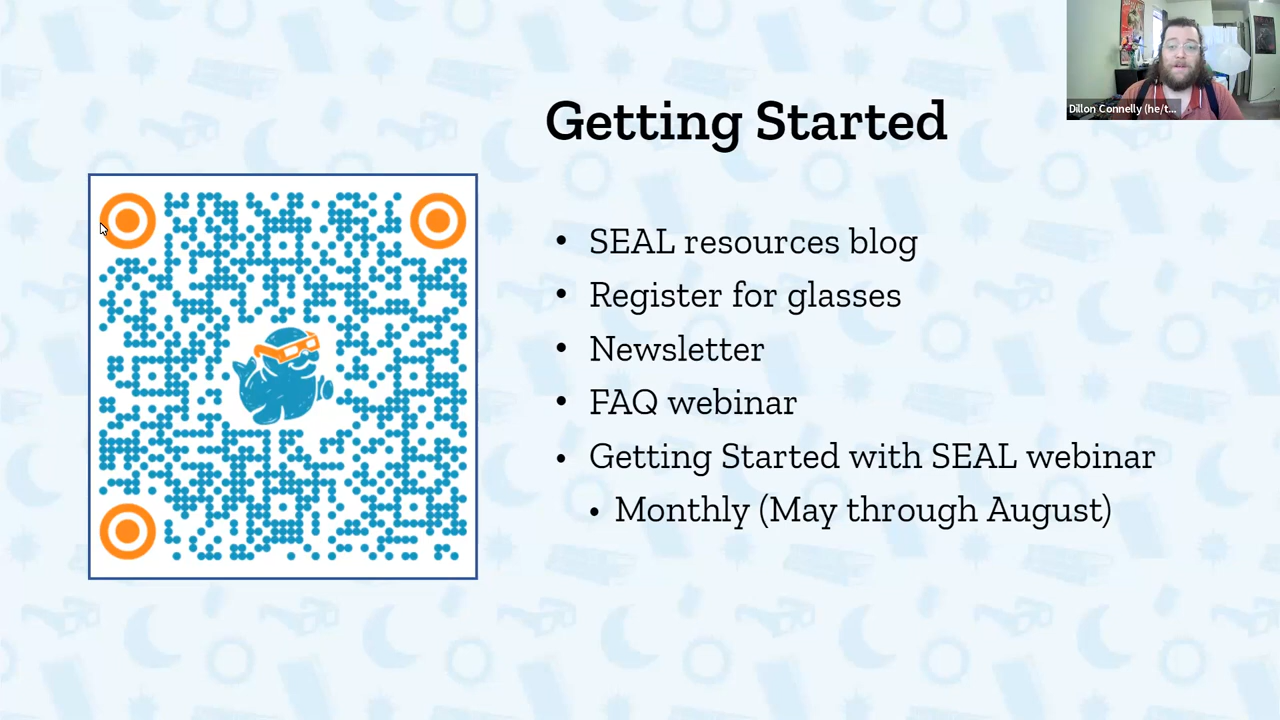 Getting Started
Dillon Connelly (he/t...
• SEAL resources blog
• Register for glasses
• Newsletter
• FAQ webinar
• Getting Started with SEAL webinar
• Monthly (May through August)